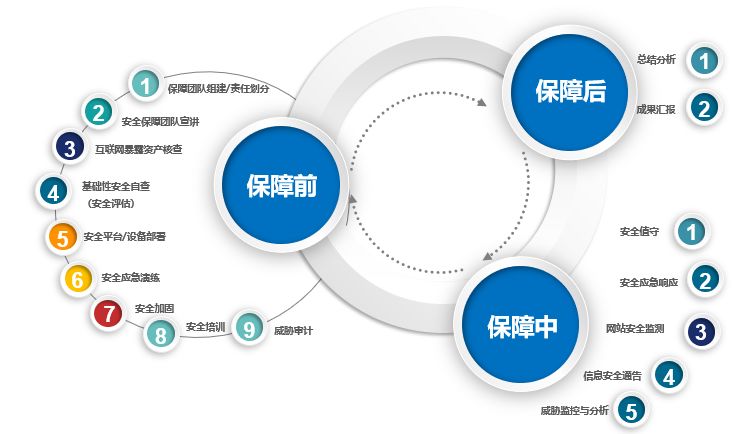 保障前
1
保障团队组建/责任划分
2
安全保障团队宣讲
3
互联网暴露资产核查
4
基础性安全自查
（安全评估）
5
安全平台/设备部署
6
安全应急演练
7
安全加固
8
安全培训
9
威胁审计
保障中
安全值守
1
安全应急响应
2
网站安全监测
3
信息安全通告
4
威胁监控与分析
5
保障后
总结分析
1
成果汇报
2